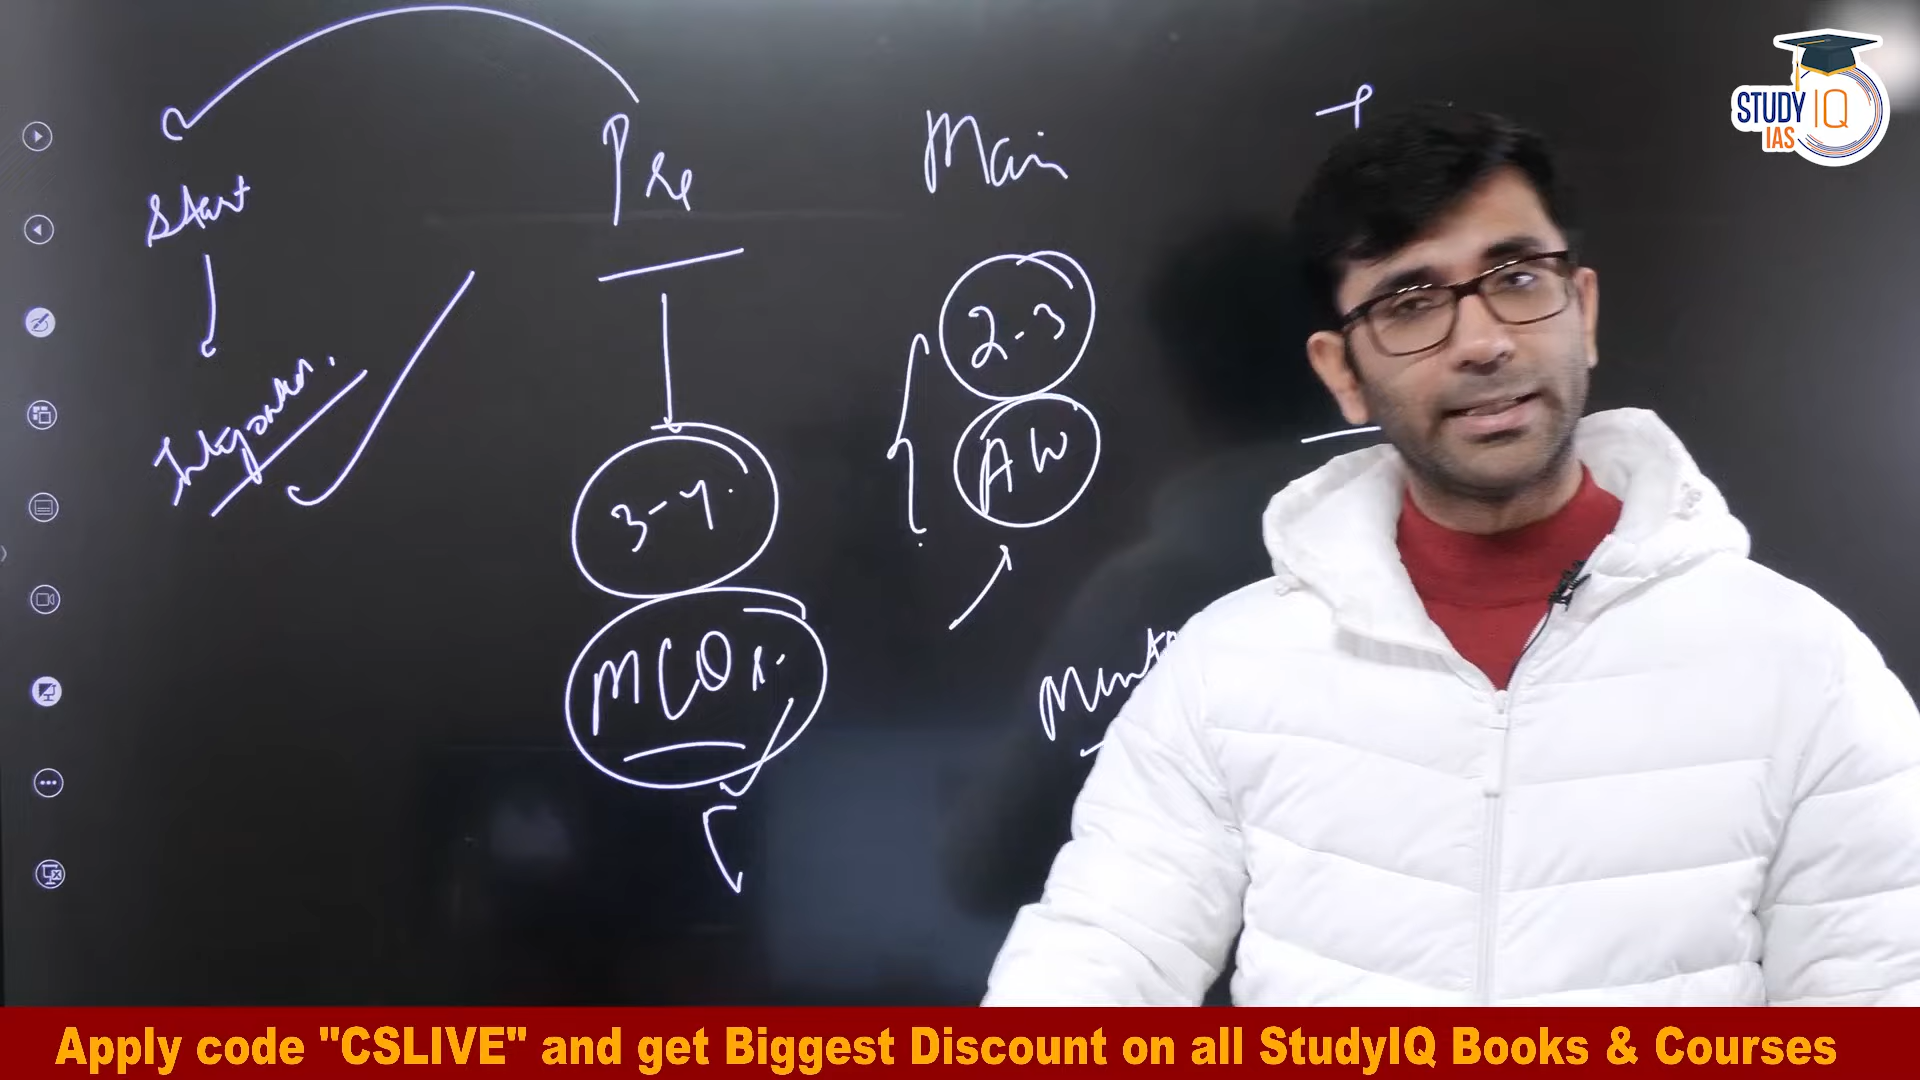 STUDY IQ
IAS
Pre
Main
Start
2-3
AW
3-4.
MCQs.
Apply code "CSLIVE" and get Biggest Discount on all StudyIQ Books & Courses